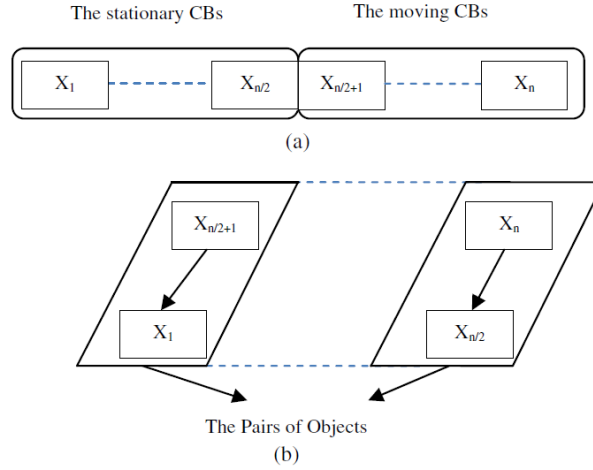 The stationary CBs The moving CBs
X1 Xn/2 Xn/2+1 Xn
(a)
Xn/2+1 Xn
X1 Xn/2
The Pairs of Objects
(b)